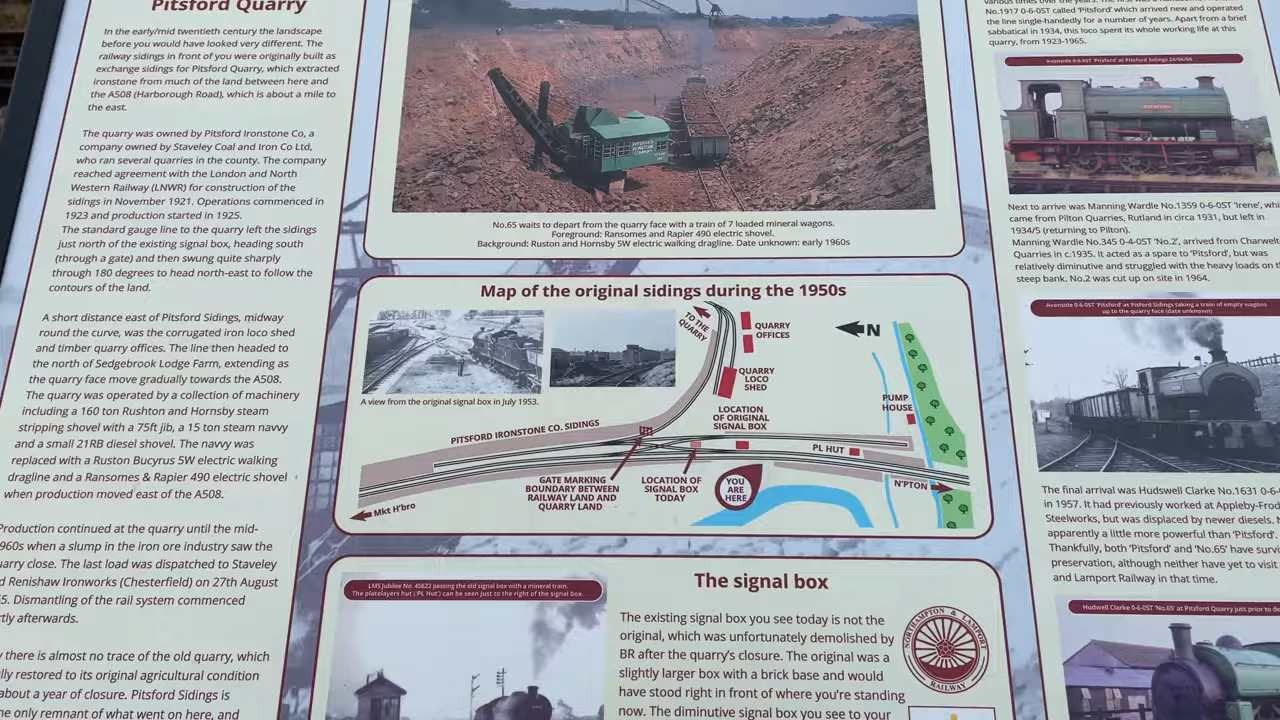 Pitsford Quarry
In the early/mid twentieth century the landscape
before you would have looked very different. The
railway sidings in front of you were originally built as
exchange sidings for Pitsford Quarry, which extracted
ironstone from much of the land between here and
the A508 (Harborough Road), which is about a mile to
the east.
The quarry was owned by Pitsford Ironstone Co, a
company owned by Staveley Coal and Iron Co Ltd,
who ran several quarries in the county. The company
reached agreement with the London and North
Western Railway (LNWR) for construction of the
sidings in November 1921. Operations commenced in
1923 and production started in 1925.
The standard gauge line to the quarry left the sidings
just north of the existing signal box, heading south
(through a gate) and then swung quite sharply
through 180 degrees to head north-east to follow the
contours of the land.
A short distance east of Pitsford Sidings, midway
round the curve, was the corrugated iron loco shed
and timber quarry offices. The line then headed to
the north of Sedgebrook Lodge Farm, extending as
the quarry face move gradually towards the A508.
The quarry was operated by a collection of machinery
including a 160 ton Rushton and Hornsby steam
stripping shovel with a 75ft jib, a 15 ton steam navvy
and a small 21RB diesel shovel. The navvy was
replaced with a Ruston Bucyrus 5W electric walking
dragline and a Ransomes & Rapier 490 electric shovel
when production moved east of the A508.
Production continued at the quarry until the mid-
960s when a slump in the iron ore industry saw the
uarry close. The last load was dispatched to Staveley
d Renishaw Ironworks (Chesterfield) on 27th August
5. Dismantling of the rail system commenced
rtly afterwards.
y there is almost no trace of the old quarry, which
lly restored to its original agricultural condition
about a year of closure. Pitsford Sidings is
he only remnant of what went on here, and
PITSFORD
IRONSTONE
COMPANY
No.65 waits to depart from the quarry face with a train of 7 loaded mineral wagons.
Foreground: Ransomes and Rapier 490 electric shovel.
Background: Ruston and Hornsby 5W electric walking dragline. Date unknown: early 1960s
Map of the original sidings during the 1950s
A view from the original signal box in July 1953.
TO THE
QUARRY
QUARRY
OFFICES
QUARRY
LOCO
SHED
N
PUMP
HOUSE
LOCATION
OF ORIGINAL
SIGNAL BOX
PITSFORD IRONSTONE CO. SIDINGS
PL HUT
GATE MARKING
BOUNDARY BETWEEN
RAILWAY LAND AND
QUARRY LAND
LOCATION OF
SIGNAL BOX
TODAY
YOU
ARE
HERE
N'PTON
Mkt H'bro
LMS Jubilee No. 45622 passing the old signal box with a mineral train.
The platelayers hut ('PL Hut') can be seen just to the right of the signal box.
The signal box
The existing signal box you see today is not the
original, which was unfortunately demolished by
BR after the quarry's closure. The original was a
slightly larger box with a brick base and would
have stood right in front of where you're standing
now. The diminutive signal box you see to your
NORTHAMPTON & LAMPORT
RAILWAY
various times over the years. The first was a
No.1917 0-6-0ST called 'Pitsford' which arrived new and operated
the line single-handedly for a number of years. Apart from a brief
sabbatical in 1934, this loco spent its whole working life at this
quarry, from 1923-1965.
Avonside 0-6-0ST 'Pitsford' at Pitsford Sidings
PITSFORD
Next to arrive was Manning Wardle No.1359 0-6-0ST 'Irene', whi
came from Pilton Quarries, Rutland in circa 1931, but left in
1934/5 (returning to Pilton).
Manning Wardle No.345 0-4-0ST 'No.2', arrived from Charwelt
Quarries in c.1935. It acted as a spare to 'Pitsford', but was
relatively diminutive and struggled with the heavy loads on th
steep bank. No.2 was cut up on site in 1964.
Avonside 0-6-0ST 'Pitsford' at Pitsford Sidings taking a train of empty wagons
up to the quarry face (date unknown)
The final arrival was Hudswell Clarke No.1631 0-6-0
in 1957. It had previously worked at Appleby-Frod
Steelworks, but was displaced by newer diesels.
apparently a little more powerful than 'Pitsford'.
Thankfully, both 'Pitsford' and 'No.65' have survi
preservation, although neither have yet to visit
and Lamport Railway in that time.
Hudwell Clarke 0-6-0ST 'No.65' at Pitsford Quarry just prior to de